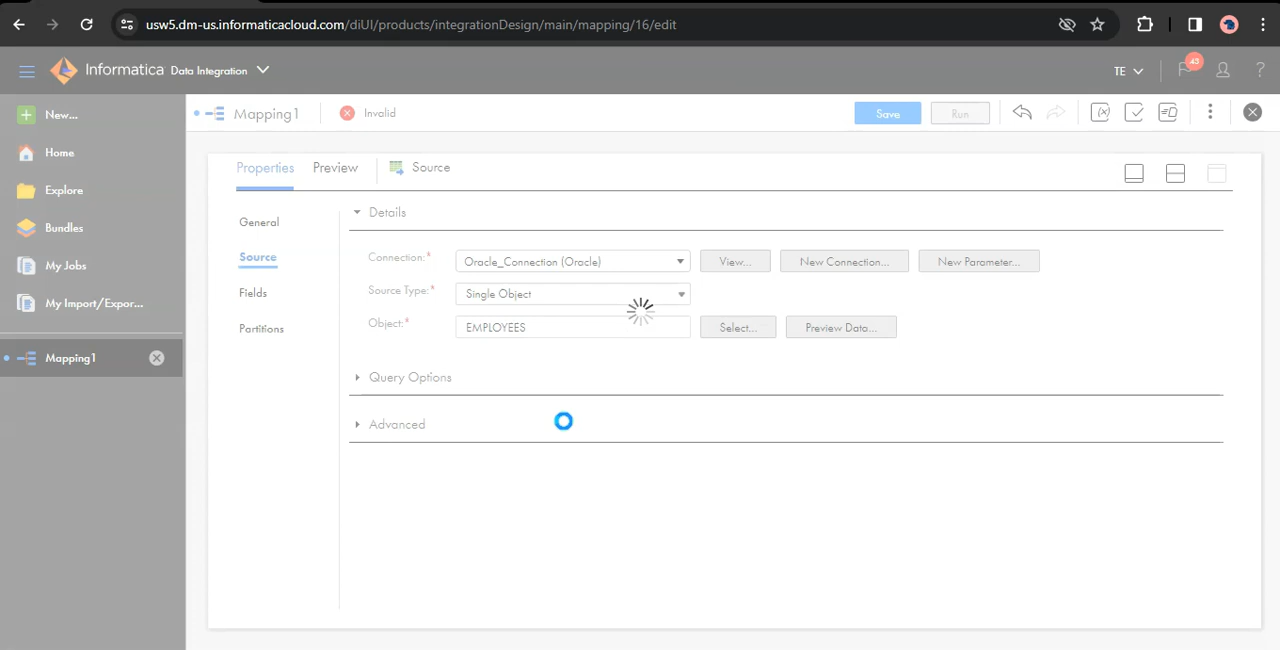 usw5.dm-us.informaticacloud.com/diUI/products/integrationDesign/main/mapping/16/edit
Informatica Data Integration
TE
43
?
New...
Home
Explore
Bundles
My Jobs
My Import/Expor...
Mapping1
Mapping1
Invalid
Save
Run
Properties
Preview
Source
General
Source
Fields
Partitions
Details
Connection:* Oracle_Connection (Oracle) View... New Connection... New Parameter...
Source Type:* Single Object
Object:* EMPLOYEES Select... Preview Data...
Query Options
Advanced